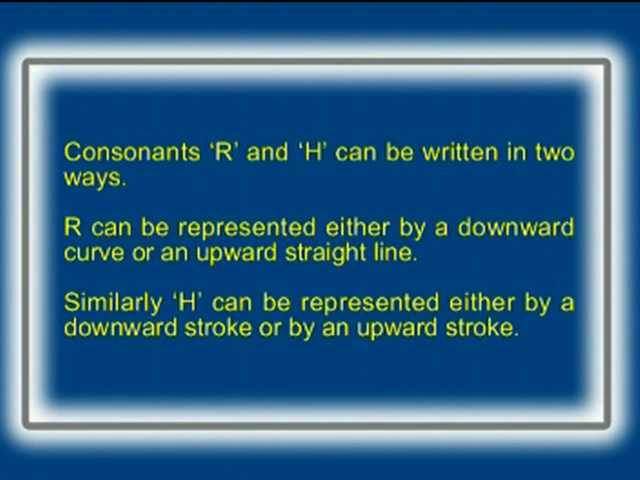 Consonants ‘R’ and ‘H’ can be written in two
ways.
R can be represented either by a downward
curve or an upward straight line.
Similarly ‘H’ can be represented either by a
downward stroke or by an upward stroke.